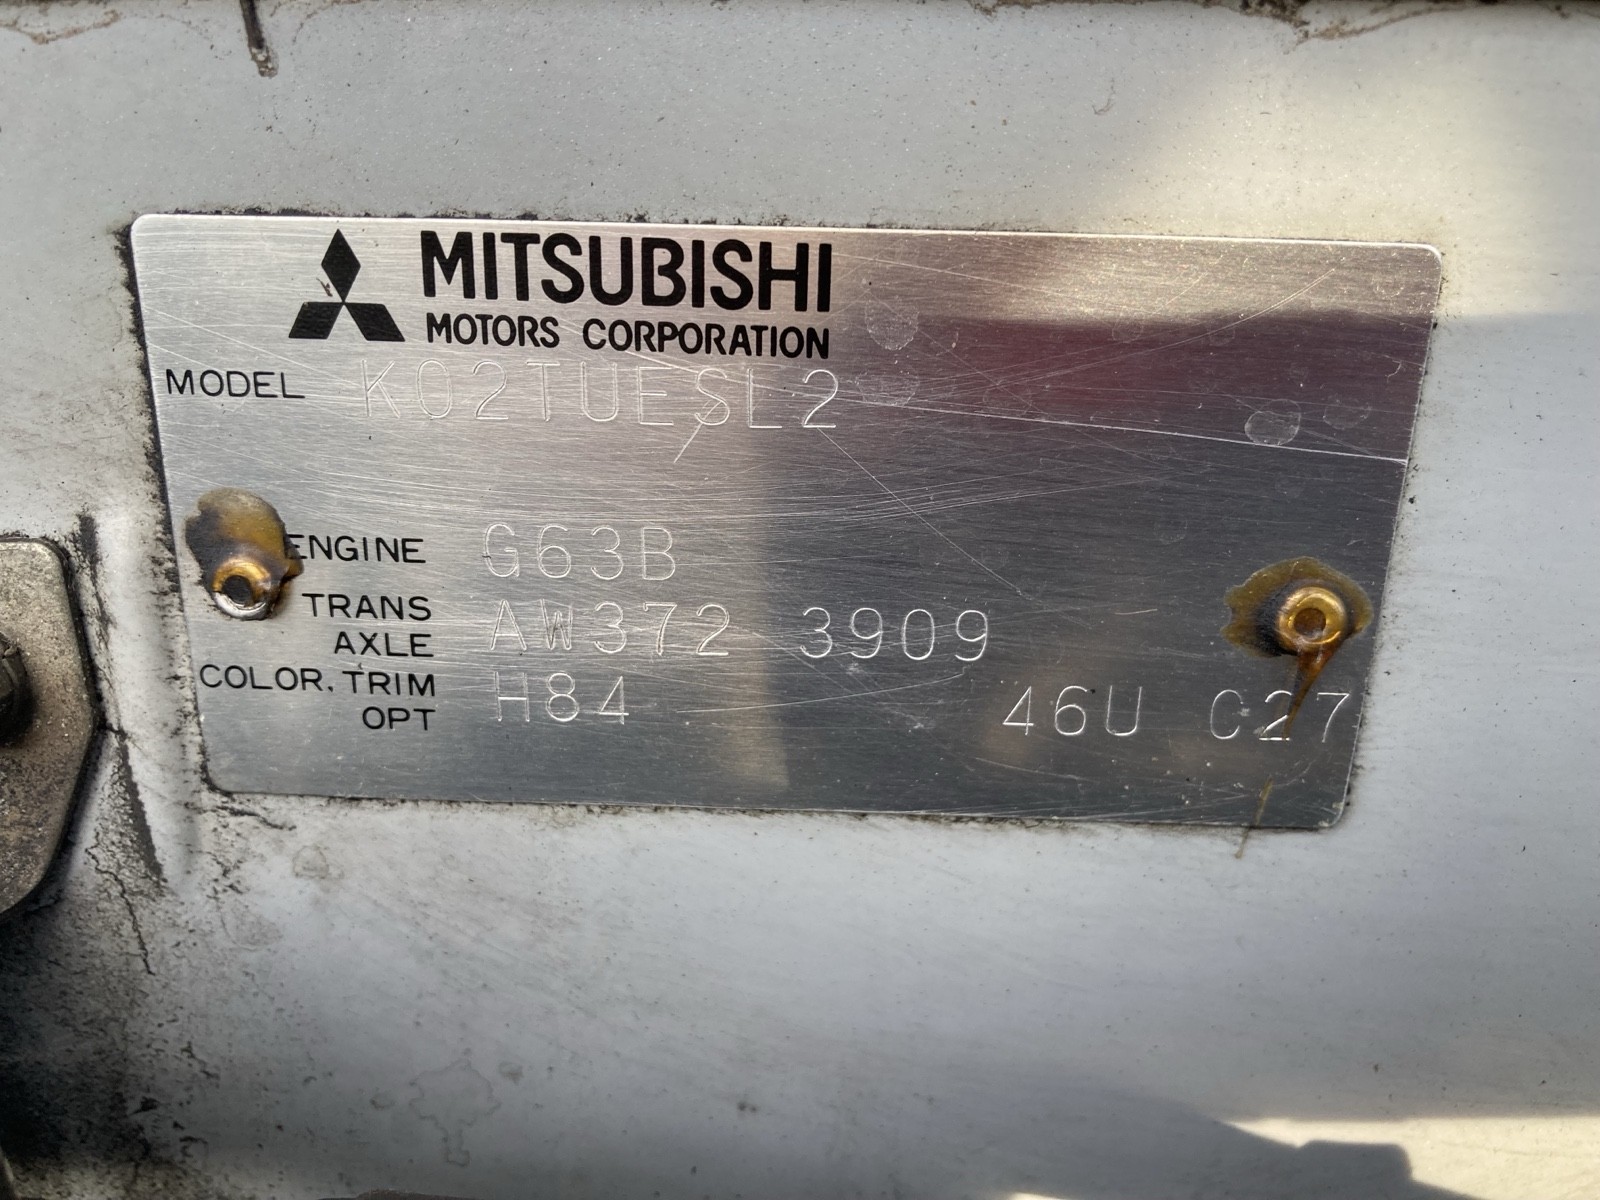 MITSUBISHI
MOTORS CORPORATION
MODEL K02TUESL2
ENGINE G63B
TRANS AXLE AW372 3909
COLOR, TRIM OPT H84 46U C27